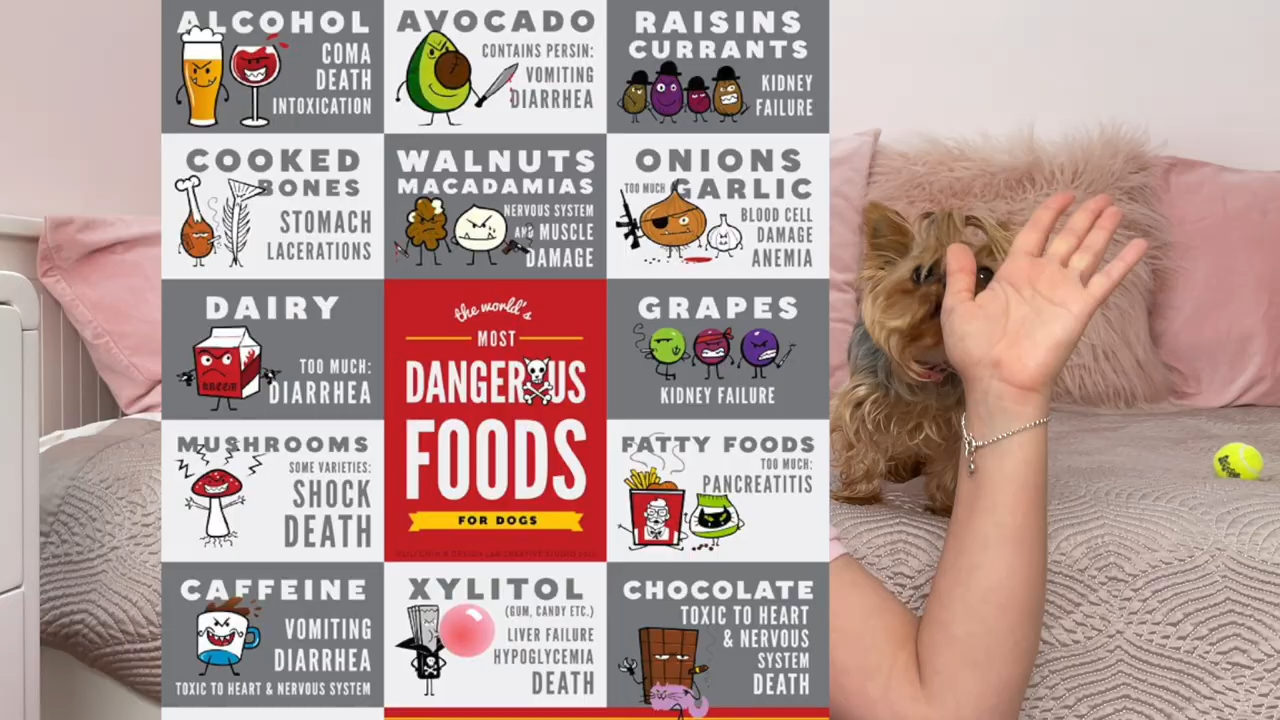 ALCOHOL
COMA
DEATH
INTOXICATION
AVOCADO
CONTAINS PERSIN:
VOMITING
DIARRHEA
RAISINS
CURRANTS
KIDNEY
FAILURE
COOKED
BONES
STOMACH
LACERATIONS
WALNUTS
MACADAMIAS
NERVOUS SYSTEM
AND MUSCLE
DAMAGE
ONIONS
TOO MUCH GARLIC
BLOOD CELL
DAMAGE
ANEMIA
DAIRY
TOO MUCH:
DIARRHEA
the world's
MOST
DANGEROUS
FOODS
FOR DOGS
GRAPES
KIDNEY FAILURE
MUSHROOMS
SOME VARIETIES:
SHOCK
DEATH
FATTY FOODS
TOO MUCH:
PANCREATITIS
CAFFEINE
VOMITING
DIARRHEA
TOXIC TO HEART & NERVOUS SYSTEM
XYLITOL
(GUM, CANDY ETC.)
LIVER FAILURE
HYPOGLYCEMIA
DEATH
CHOCOLATE
TOXIC TO HEART
& NERVOUS
SYSTEM
DEATH